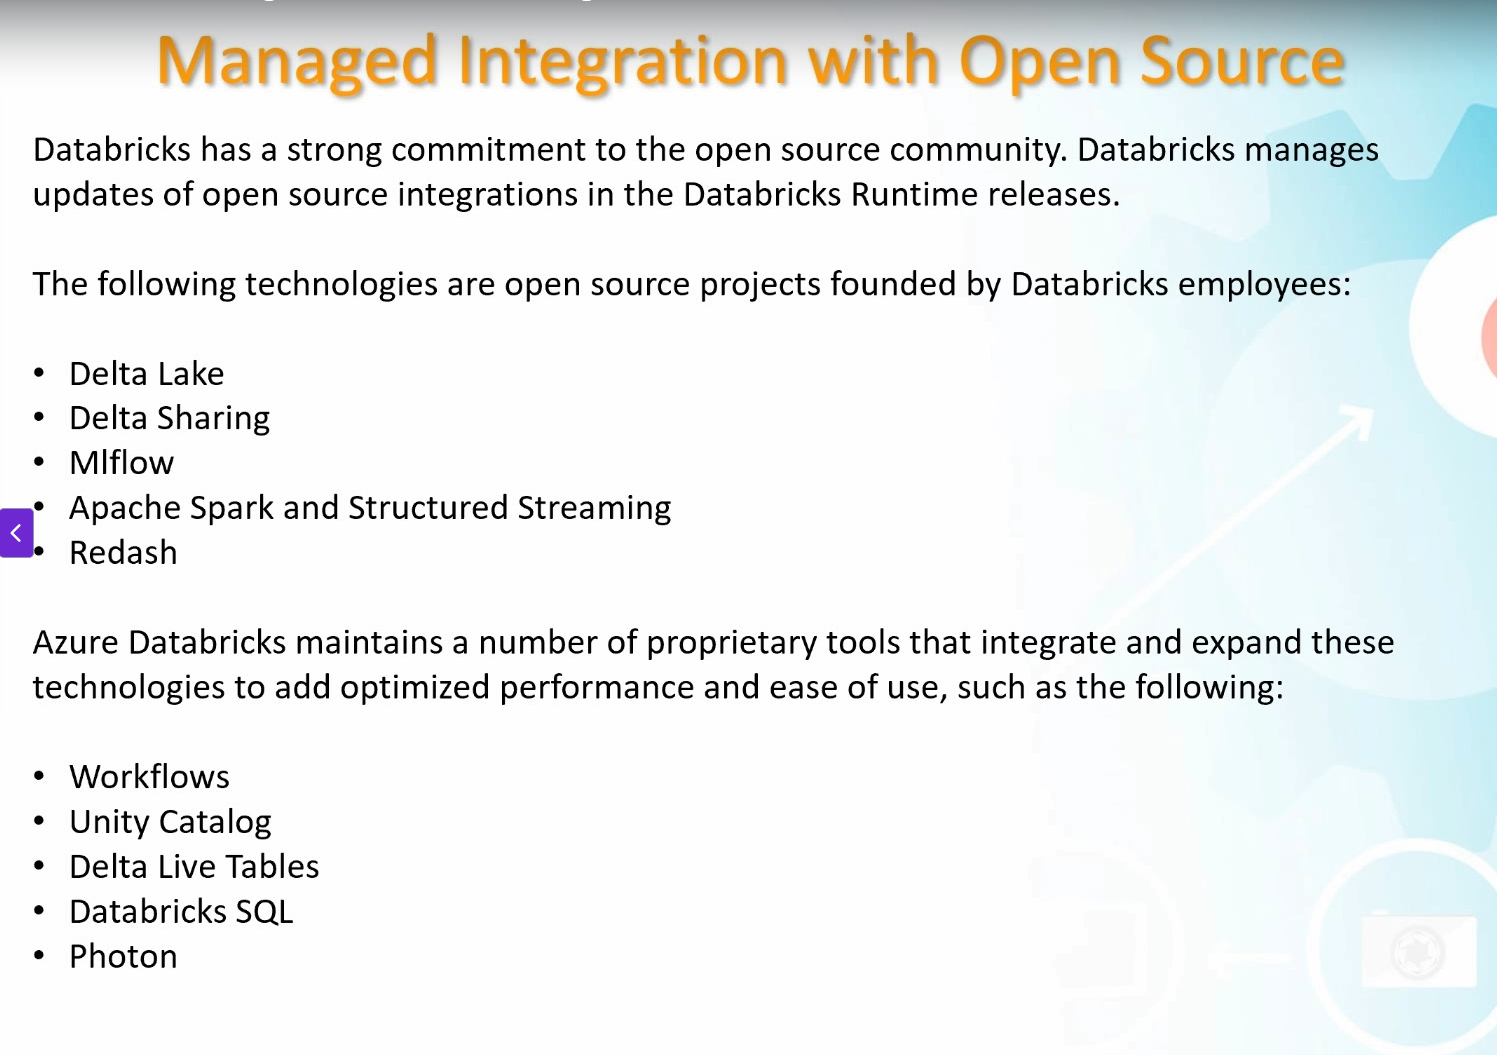 Managed Integration with Open Source
Databricks has a strong commitment to the open source community. Databricks manages
updates of open source integrations in the Databricks Runtime releases.
The following technologies are open source projects founded by Databricks employees:
• Delta Lake
• Delta Sharing
• Mlflow
• Apache Spark and Structured Streaming
• Redash
Azure Databricks maintains a number of proprietary tools that integrate and expand these
technologies to add optimized performance and ease of use, such as the following:
• Workflows
• Unity Catalog
• Delta Live Tables
• Databricks SQL
• Photon